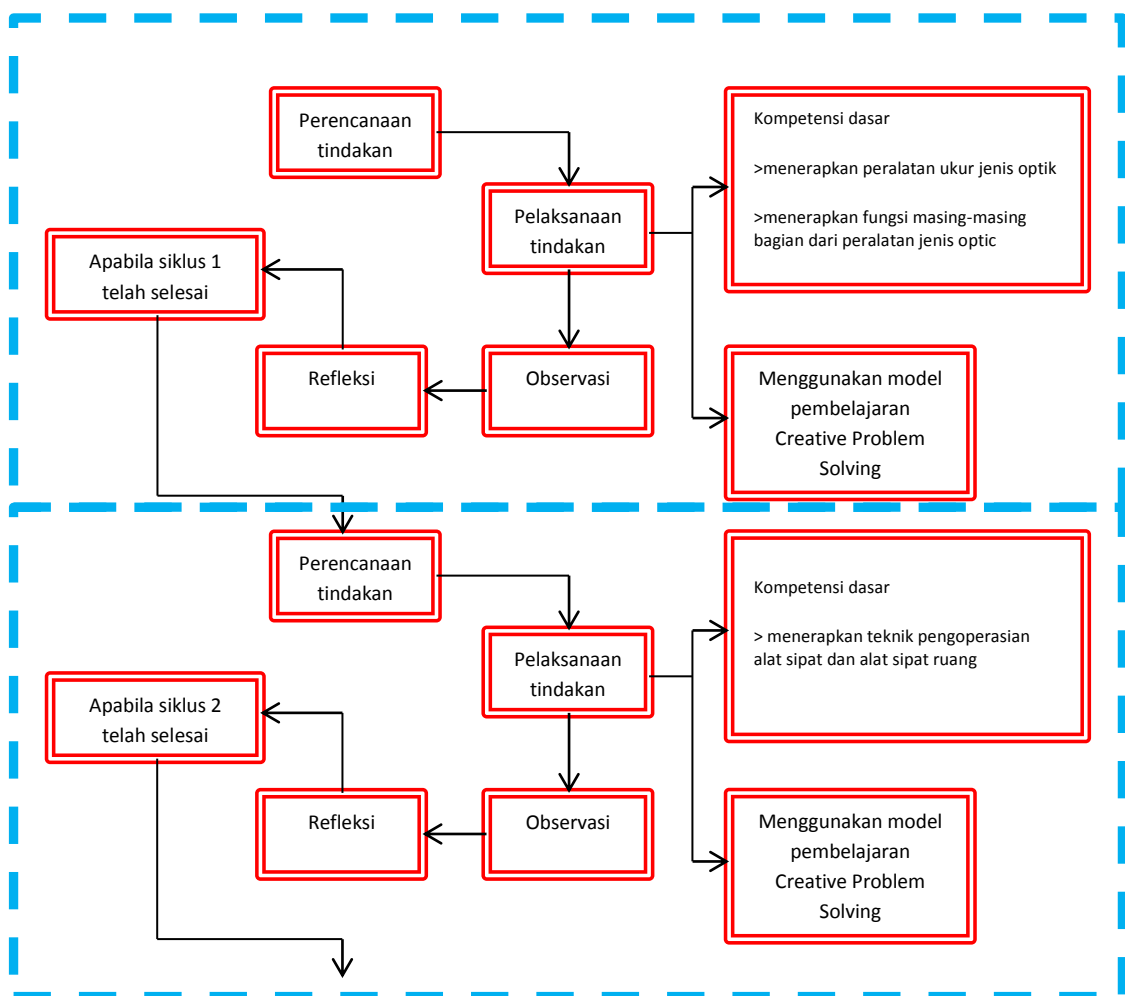 Perencanaan
tindakan
Pelaksanaan
tindakan
Kompetensi dasar
>menerapkan peralatan ukur jenis optik
>menerapkan fungsi masing-masing
bagian dari peralatan jenis optic
Menggunakan model
pembelajaran
Creative Problem
Solving
Observasi
Refleksi
Apabila siklus 1
telah selesai
Perencanaan
tindakan
Pelaksanaan
tindakan
Kompetensi dasar
> menerapkan teknik pengoperasian
alat sipat dan alat sipat ruang
Menggunakan model
pembelajaran
Creative Problem
Solving
Observasi
Refleksi
Apabila siklus 2
telah selesai